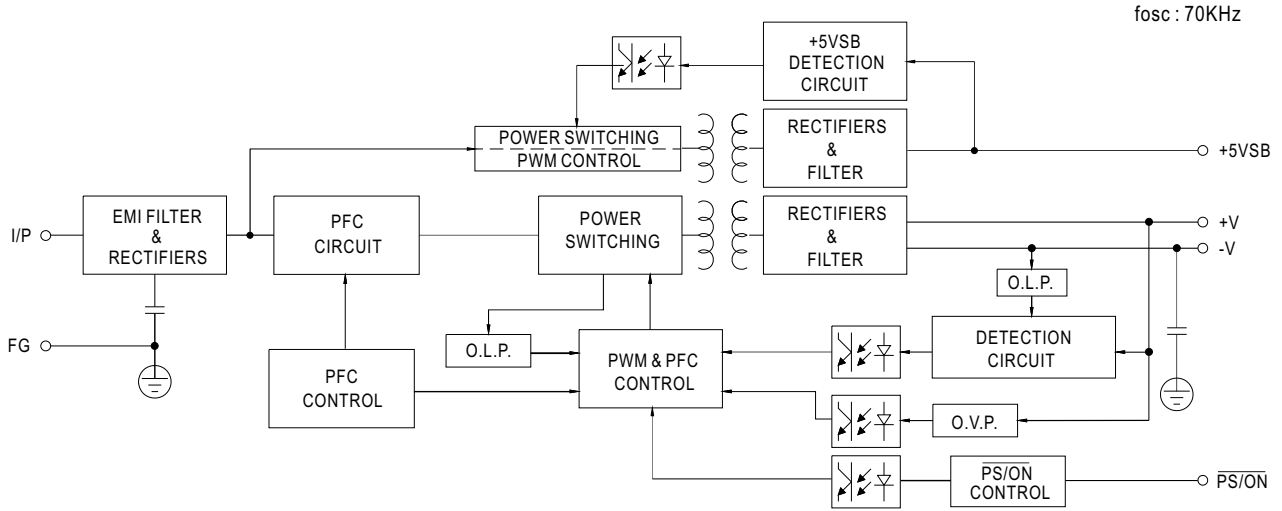 fosc : 70KHz
+5VSB
DETECTION
CIRCUIT
POWER SWITCHING
PWM CONTROL
RECTIFIERS
&
FILTER
+5VSB
I/P
EMI FILTER
&
RECTIFIERS
PFC
CIRCUIT
POWER
SWITCHING
RECTIFIERS
&
FILTER
+V
-V
O.L.P.
FG
O.L.P.
PFC
CONTROL
PWM & PFC
CONTROL
DETECTION
CIRCUIT
O.V.P.
PS/ON
CONTROL
PS/ON